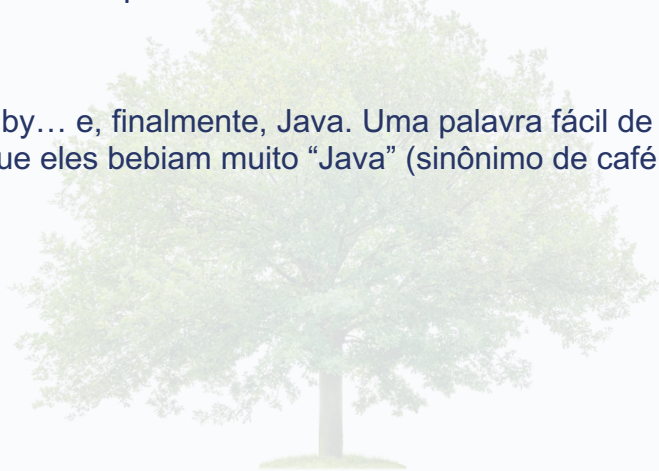 by… e, finalmente, Java. Uma palavra fácil de
ue eles bebiam muito “Java” (sinônimo de café